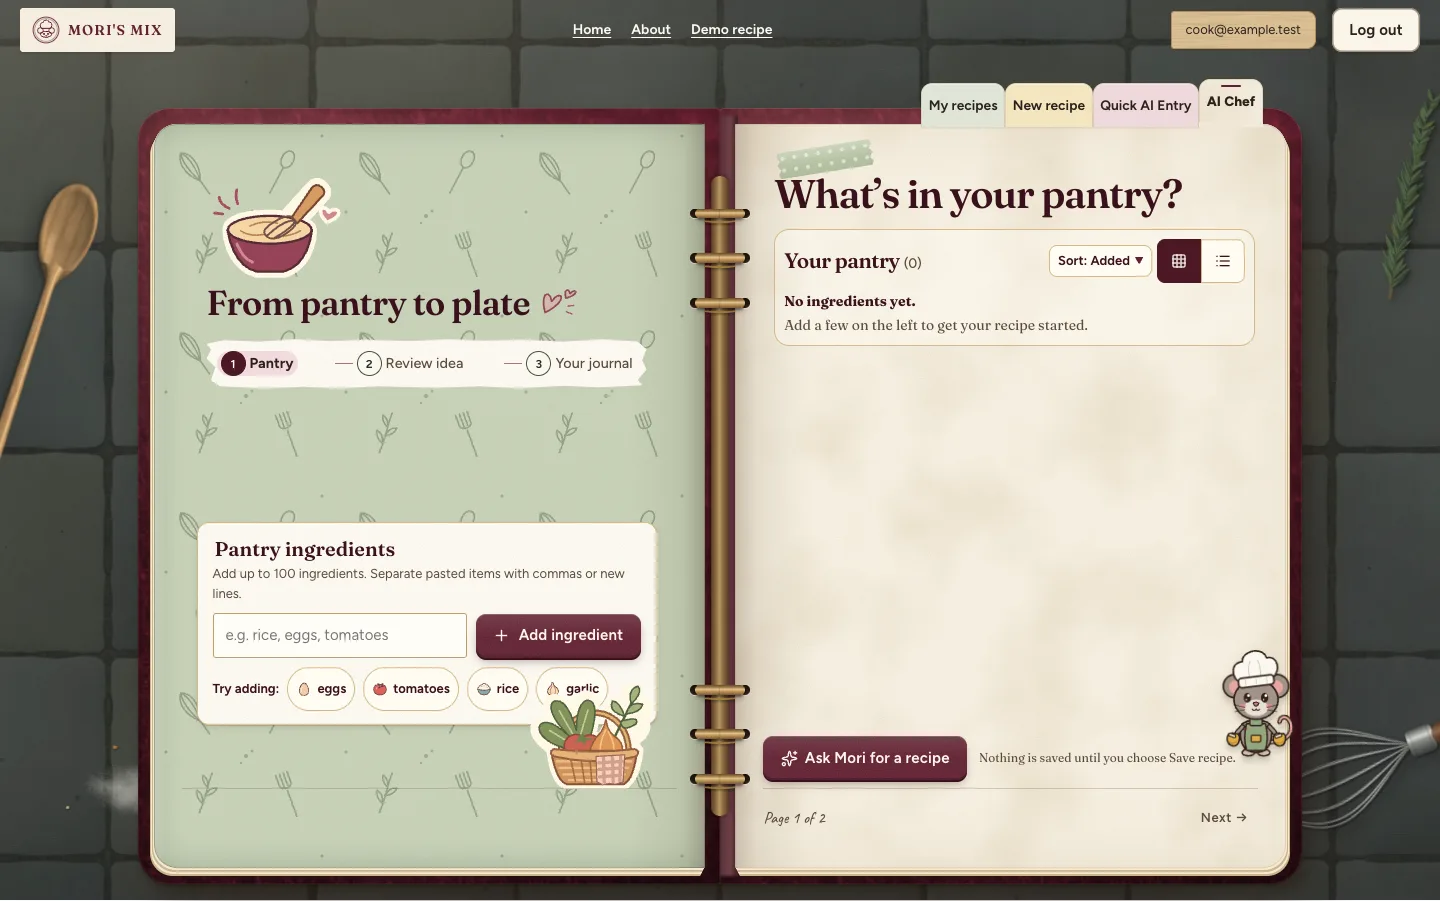 MORI'S MIX
Home
About
Demo recipe
cook@example.test
Log out
My recipes
New recipe
Quick AI Entry
AI Chef
From pantry to plate
1 Pantry
2 Review idea
3 Your journal
Pantry ingredients
Add up to 100 ingredients. Separate pasted items with commas or new
lines.
e.g. rice, eggs, tomatoes
+ Add ingredient
Try adding:
eggs
tomatoes
rice
garlic
What's in your pantry?
Your pantry (0)
Sort: Added ▼
No ingredients yet.
Add a few on the left to get your recipe started.
Ask Mori for a recipe
Nothing is saved until you choose Save recipe.
Page 1 of 2
Next →